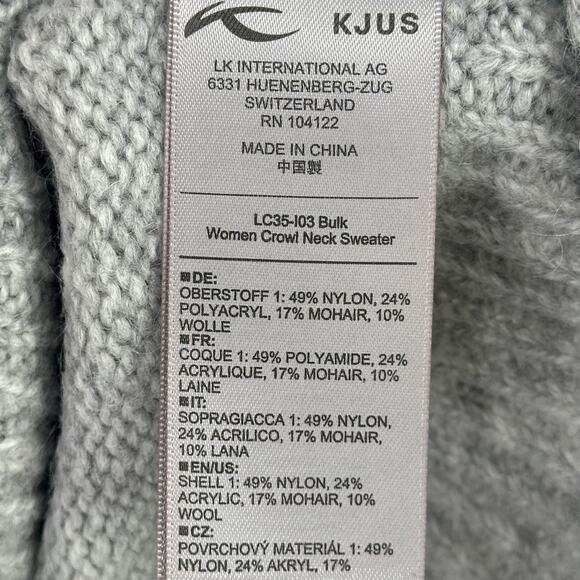 KJUS
LK INTERNATIONAL AG
6331 HUENENBERG-ZUG
SWITZERLAND
RN 104122
MADE IN CHINA
中国製
LC35-I03 Bulk
Women Crowl Neck Sweater
DE:
OBERSTOFF 1: 49% NYLON, 24%
POLYACRYL, 17% MOHAIR, 10%
WOLLE
FR:
COQUE 1: 49% POLYAMIDE, 24%
ACRYLIQUE, 17% MOHAIR, 10%
LAINE
IT:
SOPRAGIACCA 1: 49% NYLON,
24% ACRILICO, 17% MOHAIR,
10% LANA
EN/US:
SHELL 1: 49% NYLON, 24%
ACRYLIC, 17% MOHAIR, 10%
WOOL
CZ:
POVRCHOVÝ MATERIÁL 1: 49%
NYLON, 24% AKRYL, 17%